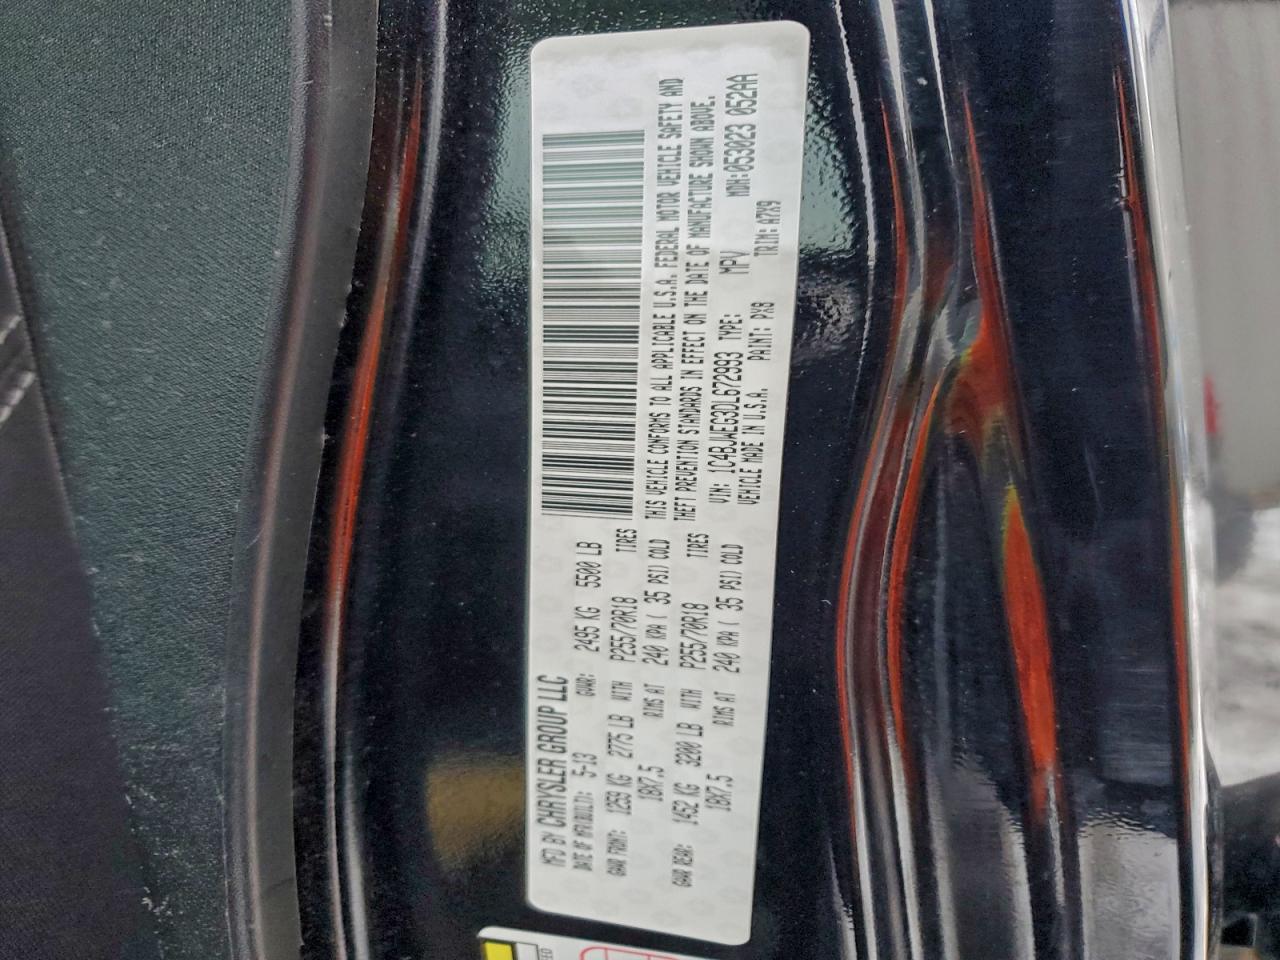 MFD BY CHRYSLER GROUP LLC
DATE OF MFR/BUILD: 5-13 GVWR: 2495 KG 5500 LB
GAWR FRONT: 1259 KG 2775 LB WITH P255/70R18 TIRES
18X7.5 RIMS AT 240 KPA ( 35 PSI) COLD
GAWR REAR: 1452 KG 3200 LB WITH P255/70R18 TIRES
18X7.5 RIMS AT 240 KPA ( 35 PSI) COLD
THIS VEHICLE CONFORMS TO ALL APPLICABLE U.S.A. FEDERAL MOTOR VEHICLE SAFETY AND
THEFT PREVENTION STANDARDS IN EFFECT ON THE DATE OF MANUFACTURE SHOWN ABOVE.
VIN: 1C4BJWEG3DL672993 TYPE: MPV MDH:053023 052AA
VEHICLE MADE IN U.S.A. PAINT: PX8 TRIM: A7X9